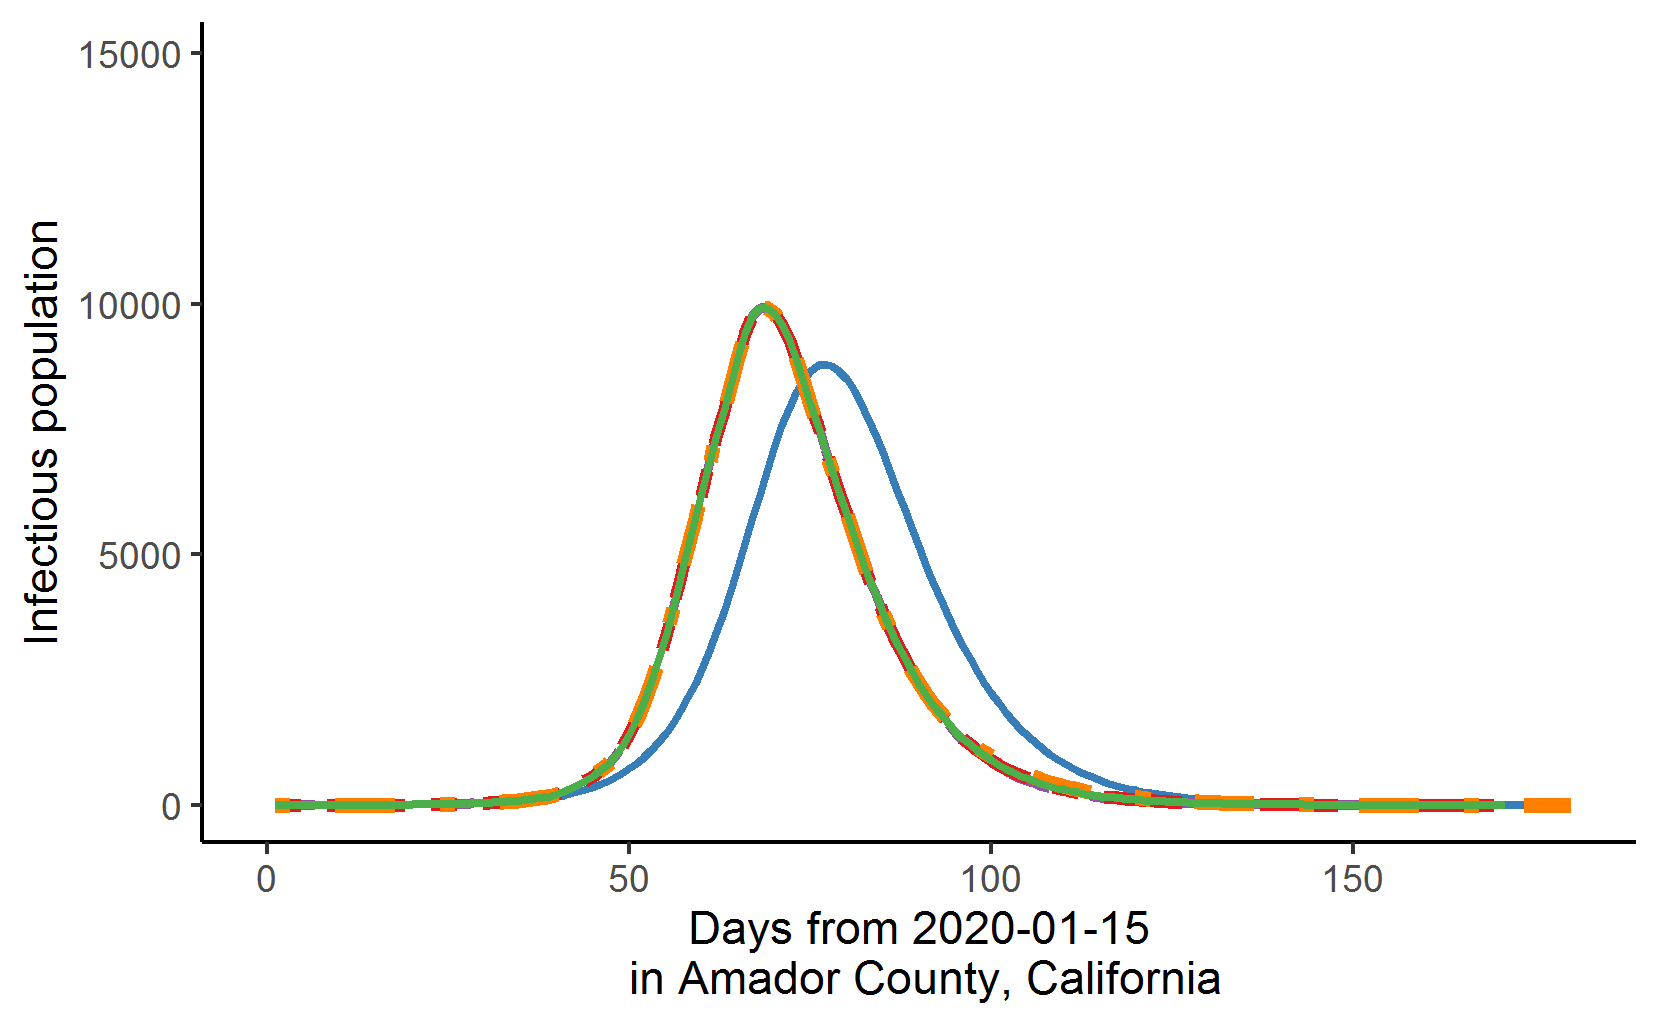 15000
10000
5000
0
Infectious population
0 50 100 150
Days from 2020-01-15
in Amador County, California